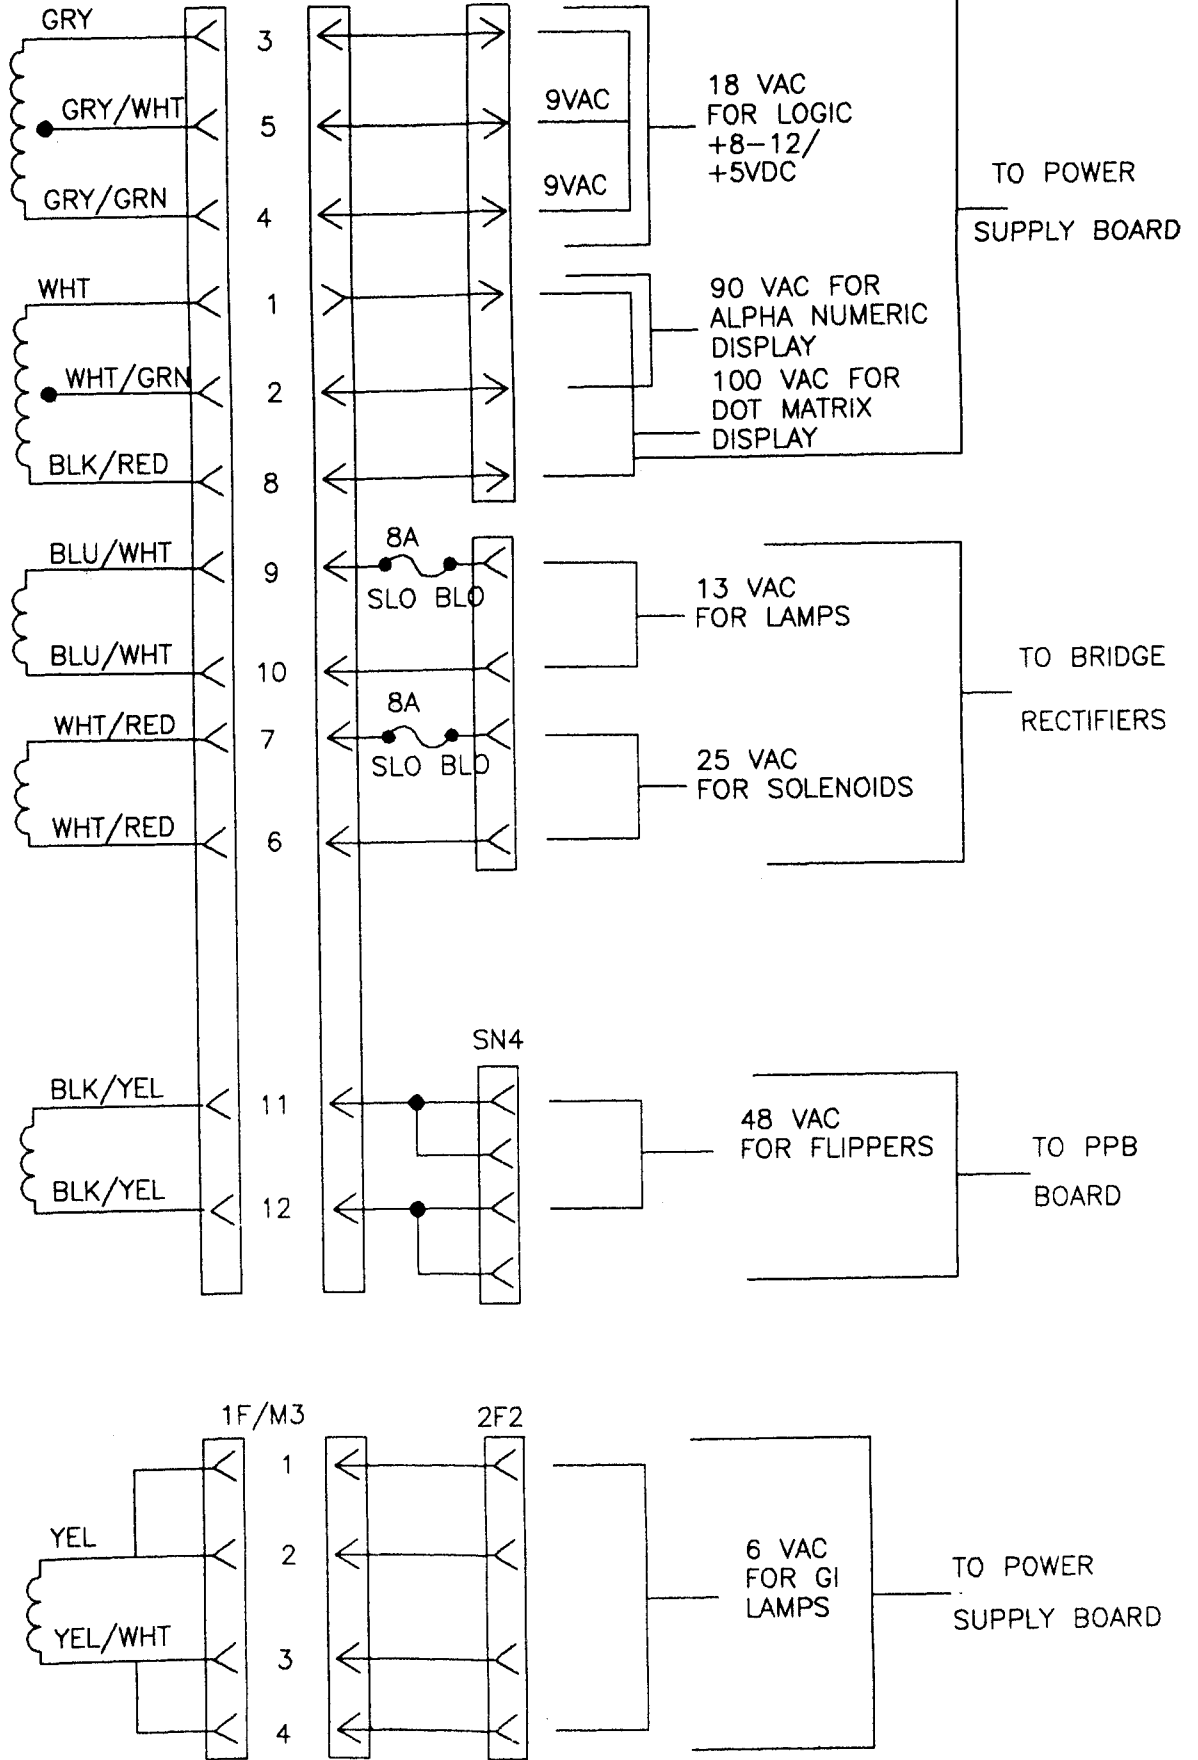 GRY
3
GRY/WHT
5
9VAC
GRY/GRN
4
9VAC
18 VAC
FOR LOGIC
+8-12/
+5VDC
TO POWER
SUPPLY BOARD
WHT
1
WHT/GRN
2
BLK/RED
8
90 VAC FOR
ALPHA NUMERIC
DISPLAY
100 VAC FOR
DOT MATRIX
DISPLAY
BLU/WHT
9
8A
SLO BLO
BLU/WHT
10
13 VAC
FOR LAMPS
WHT/RED
7
8A
SLO BLO
WHT/RED
6
25 VAC
FOR SOLENOIDS
TO BRIDGE
RECTIFIERS
SN4
BLK/YEL
11
BLK/YEL
12
48 VAC
FOR FLIPPERS
TO PPB
BOARD
1F/M3
2F2
1
YEL
2
YEL/WHT
3
4
6 VAC
FOR GI
LAMPS
TO POWER
SUPPLY BOARD